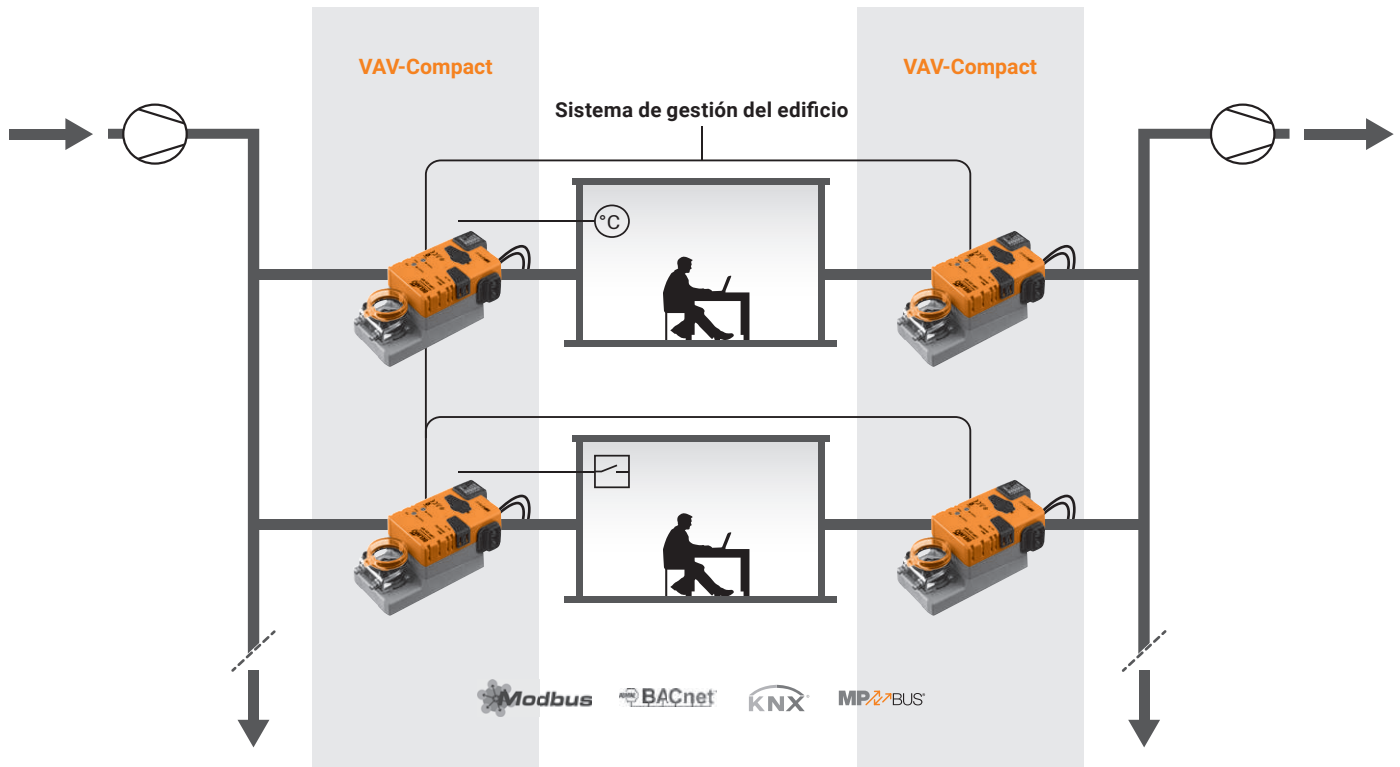 VAV-Compact
VAV-Compact
Sistema de gestión del edificio
°C
Modbus
BACnet
KNX®
MP BUS®